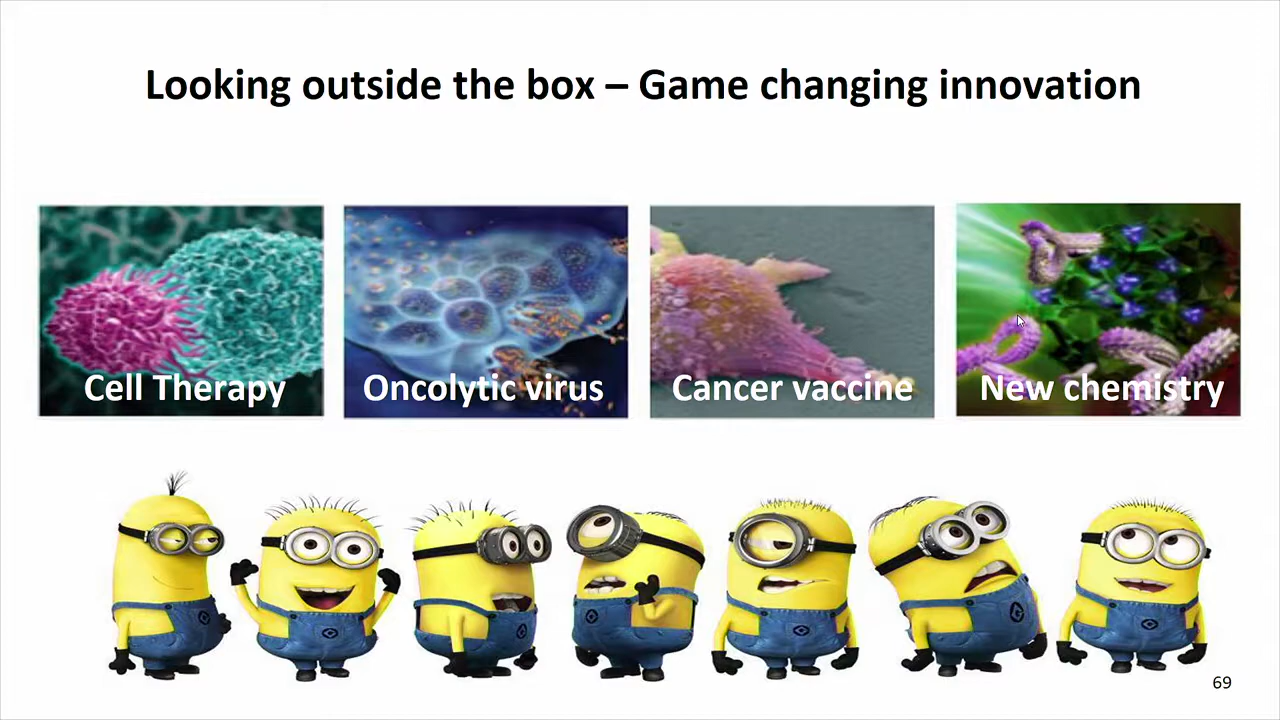 Looking outside the box – Game changing innovation
Cell Therapy
Oncolytic virus
Cancer vaccine
New chemistry
69